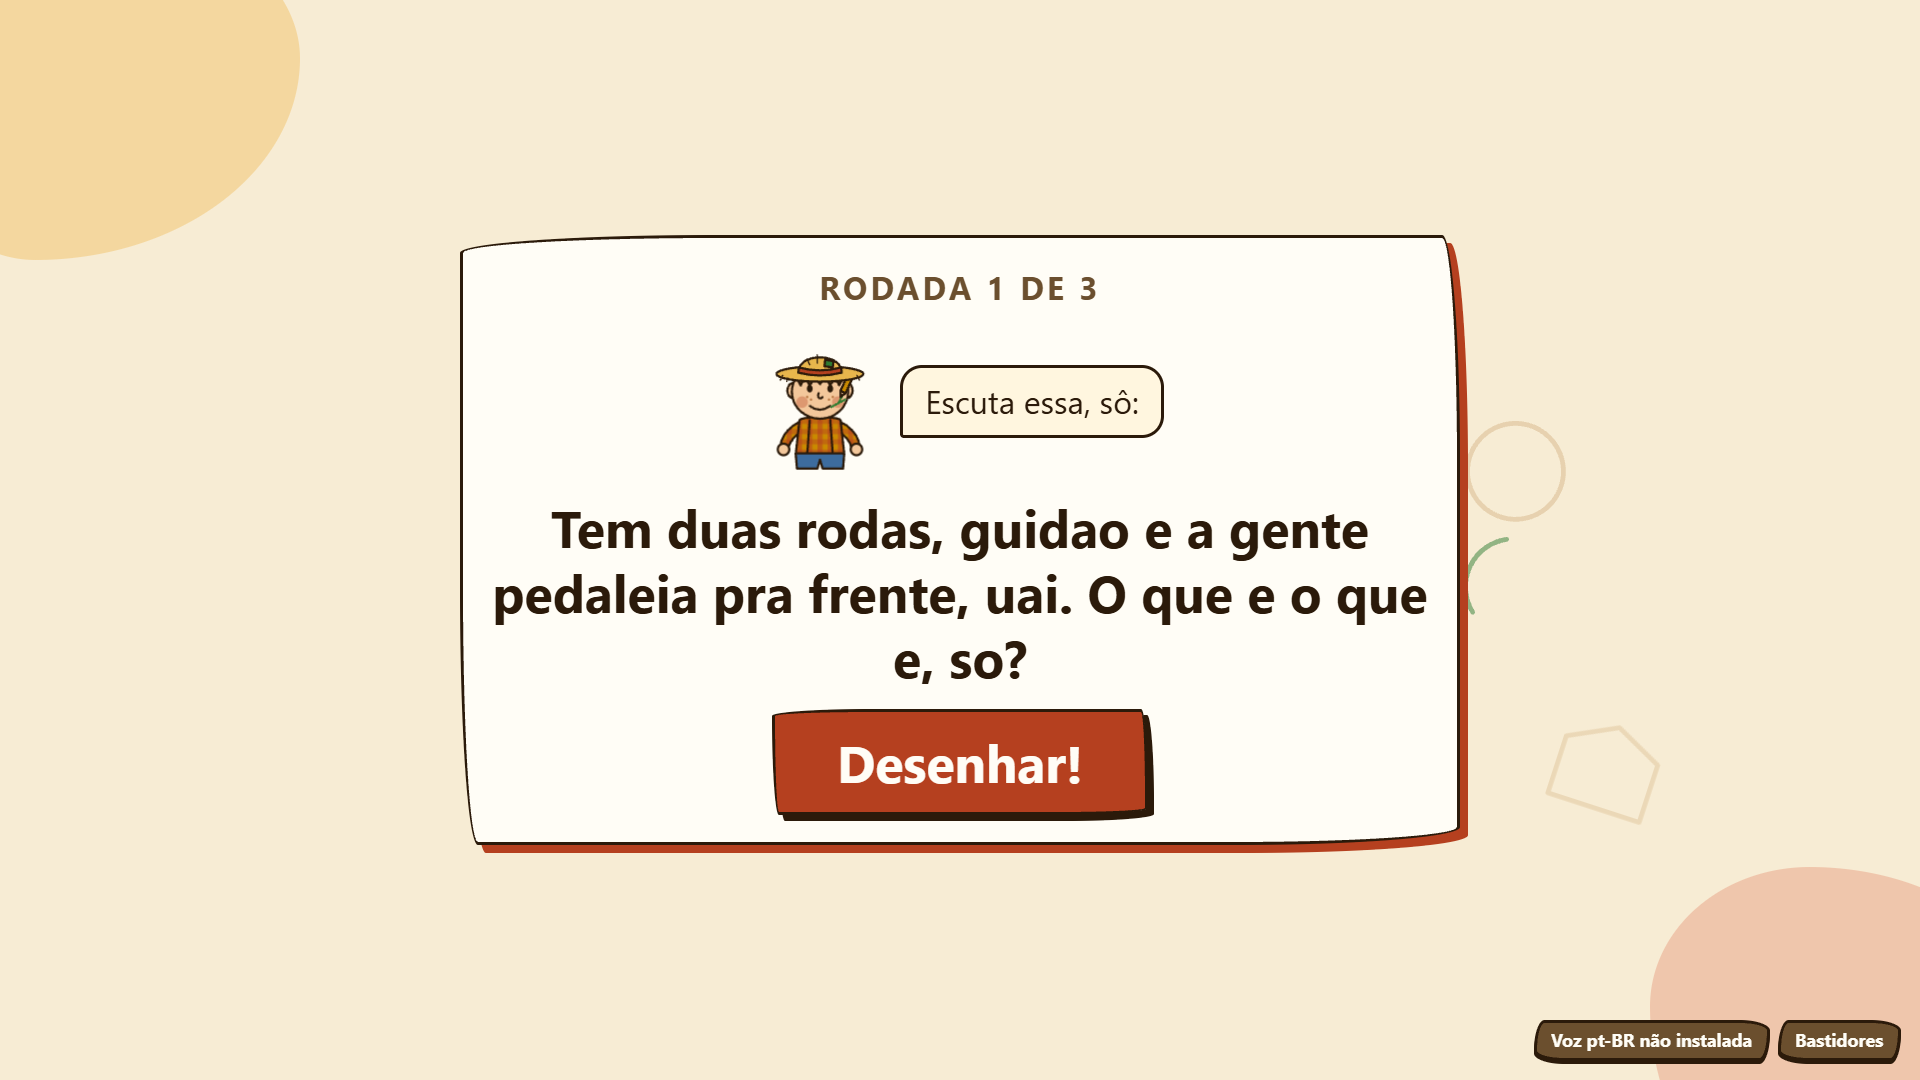 RODADA 1 DE 3
Escuta essa, sô:
Tem duas rodas, guidao e a gente
pedaleia pra frente, uai. O que e o que
e, so?
Desenhar!
Voz pt-BR não instalada
Bastidores